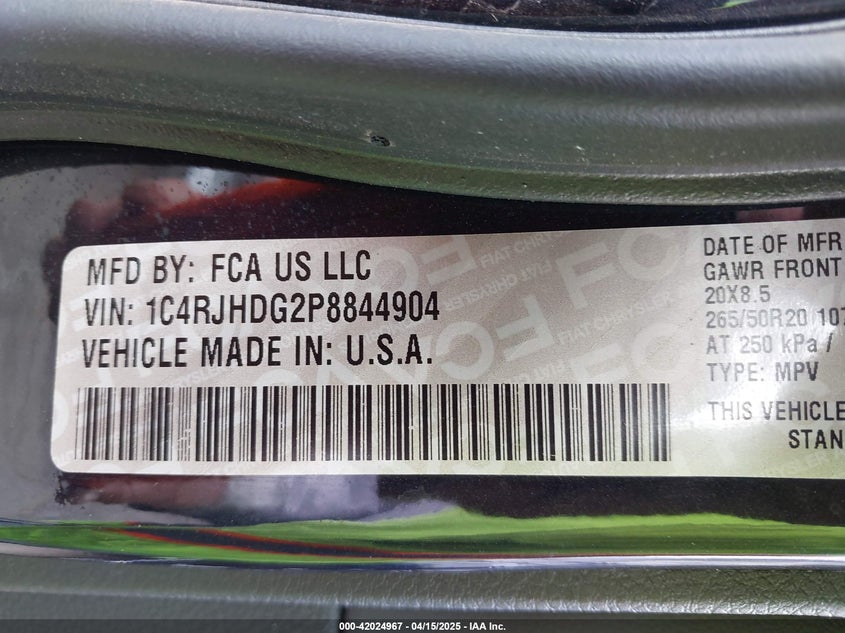 MFD BY: FCA US LLC
VIN: 1C4RJHDG2P8844904
VEHICLE MADE IN: U.S.A.
DATE OF MFR
GAWR FRONT
20X8.5
265/50R20 107
AT 250 kPa /
TYPE: MPV
THIS VEHICLE
STAN
000-42024967 - 04/15/2025 - IAA Inc.